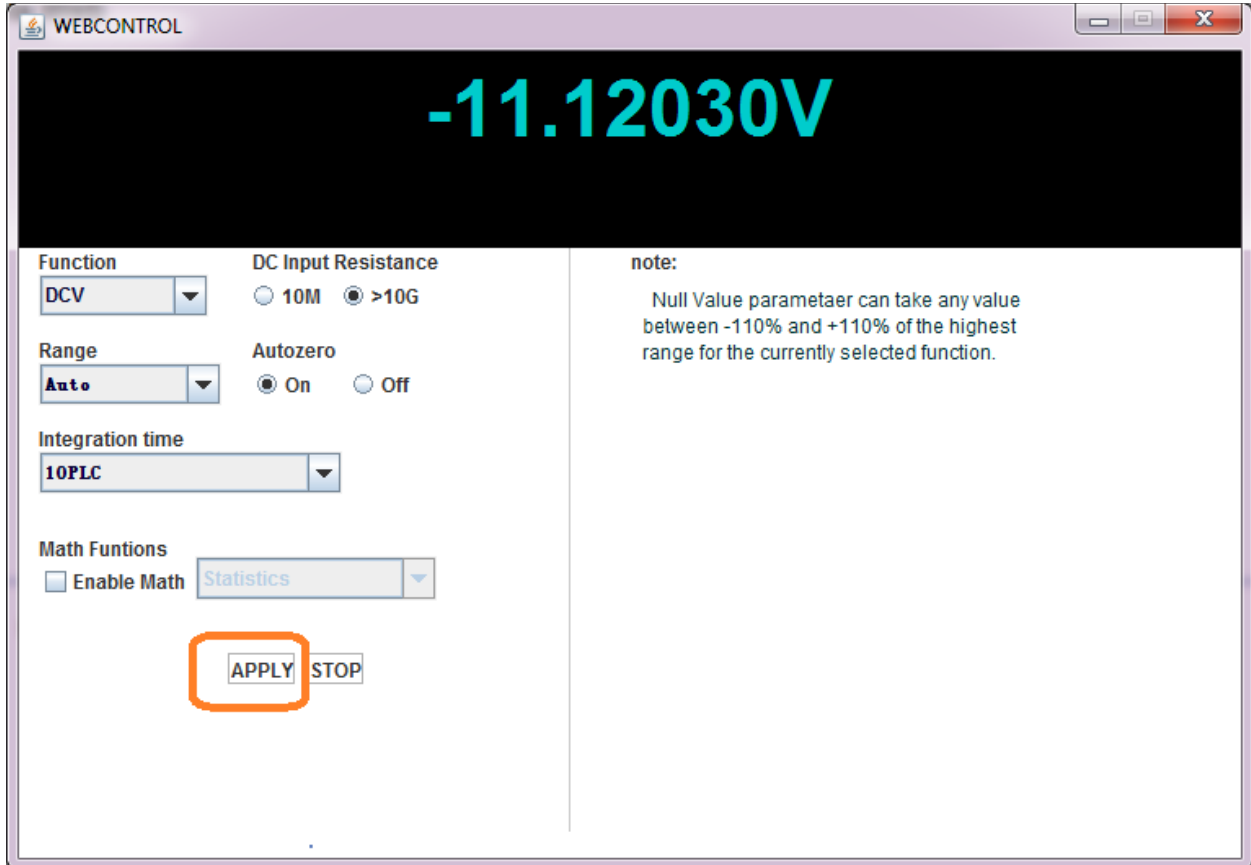 WEBCONTROL
-11.12030V
Function
DC Input Resistance
DCV
10M >10G
Range
Autozero
Auto
On Off
Integration time
10PLC
Math Funtions
Enable Math Statistics
APPLY STOP
note:
Null Value parametaer can take any value
between -110% and +110% of the highest
range for the currently selected function.